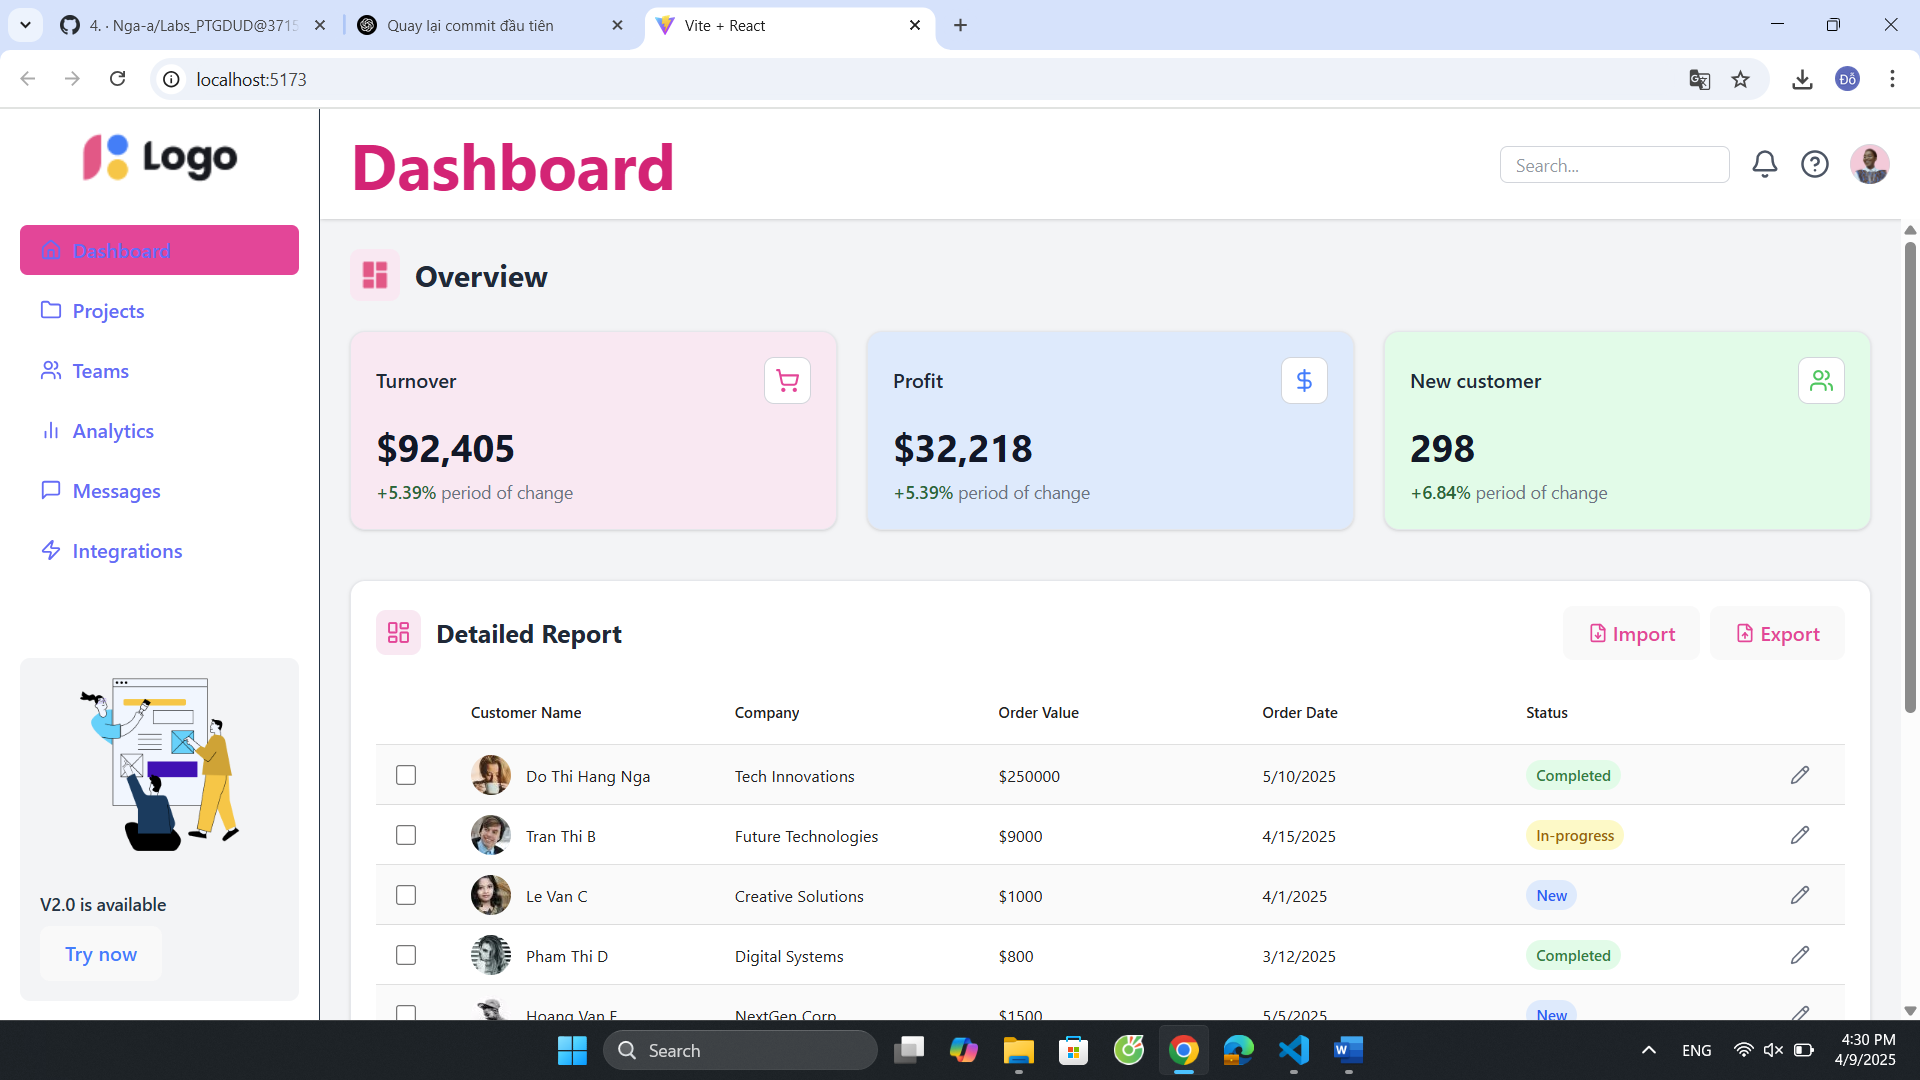 4. · Nga-a/Labs_PTGDUD@3715
Quay lại commit đầu tiên
Vite + React
localhost:5173
Đỗ
Logo
Dashboard
Search...
Dashboard
Projects
Teams
Analytics
Messages
Integrations
V2.0 is available
Try now
Overview
Turnover
$92,405
+5.39% period of change
Profit
$32,218
+5.39% period of change
New customer
298
+6.84% period of change
Detailed Report
Import
Export
Customer Name Company Order Value Order Date Status
Do Thi Hang Nga Tech Innovations $250000 5/10/2025 Completed
Tran Thi B Future Technologies $9000 4/15/2025 In-progress
Le Van C Creative Solutions $1000 4/1/2025 New
Pham Thi D Digital Systems $800 3/12/2025 Completed
Hoang Van E NextGen Corp $1500 5/5/2025 New
Search
ENG
4:30 PM
4/9/2025